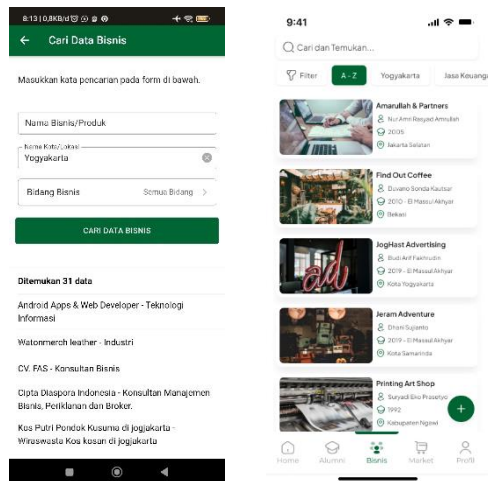 8:13 | 0,8KB/d
Cari Data Bisnis
Masukkan kata pencarian pada form di bawah.
Nama Bisnis/Produk
Nama Kota/Lokasi
Yogyakarta
Bidang Bisnis
Semua Bidang
CARI DATA BISNIS
Ditemukan 31 data
Android Apps & Web Developer - Teknologi
Informasi
Watonmerch leather - Industri
CV. FAS - Konsultan Bisnis
Cipta Diaspora Indonesia - Konsultan Manajemen
Bisnis, Periklanan dan Broker.
Kos Putri Pondok Kusuma di jogjakarta -
Wiraswasta Kos kosan di jogjakarta
9:41
Cari dan Temukan...
Filter
A - Z
Yogyakarta
Jasa Keuanga
Amarullah & Partners
Nur Amri Rasyad Amrullah
2005
Jakarta Selatan
Find Out Coffee
Duvano Sonda Kautsar
2010 - El Massul Akhyar
Bekasi
JogHast Advertising
Budi Arif Fakhrudin
2019 - El Massul Akhyar
Kota Yogyakarta
ad
Jeram Adventure
Dhani Sujianto
2019 - El Massul Akhyar
Kota Samarinda
Printing Art Shop
Suryadi Eko Prasetyo
1992
Kabupaten Ngawi
Home
Alumni
Bisnis
Market
Profil